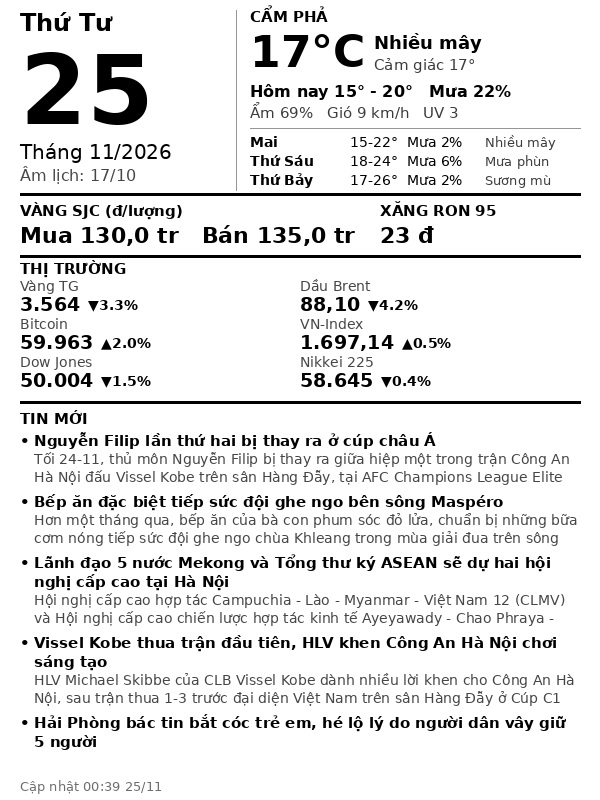 Thứ Tư
25
Tháng 11/2026
Âm lịch: 17/10
CẨM PHẢ
17°C Nhiều mây
Cảm giác 17°
Hôm nay 15° - 20° Mưa 22%
Ẩm 69% Gió 9 km/h UV 3
Mai 15-22° Mưa 2% Nhiều mây
Thứ Sáu 18-24° Mưa 6% Mưa phùn
Thứ Bảy 17-26° Mưa 2% Sương mù
VÀNG SJC (đ/lượng)
Mua 130,0 tr Bán 135,0 tr
XĂNG RON 95
23 đ
THỊ TRƯỜNG
Vàng TG
3.564 ▼3.3%
Dầu Brent
88,10 ▼4.2%
Bitcoin
59.963 ▲2.0%
VN-Index
1.697,14 ▲0.5%
Dow Jones
50.004 ▼1.5%
Nikkei 225
58.645 ▼0.4%
TIN MỚI
• Nguyễn Filip lần thứ hai bị thay ra ở cúp châu Á
Tối 24-11, thủ môn Nguyễn Filip bị thay ra giữa hiệp một trong trận Công An
Hà Nội đấu Vissel Kobe trên sân Hàng Đẫy, tại AFC Champions League Elite
• Bếp ăn đặc biệt tiếp sức đội ghe ngo bên sông Maspéro
Hơn một tháng qua, bếp ăn của bà con phum sóc đỏ lửa, chuẩn bị những bữa
cơm nóng tiếp sức đội ghe ngo chùa Khleang trong mùa giải đua trên sông
• Lãnh đạo 5 nước Mekong và Tổng thư ký ASEAN sẽ dự hai hội
nghị cấp cao tại Hà Nội
Hội nghị cấp cao hợp tác Campuchia - Lào - Myanmar - Việt Nam 12 (CLMV)
và Hội nghị cấp cao chiến lược hợp tác kinh tế Ayeyawady - Chao Phraya -
• Vissel Kobe thua trận đầu tiên, HLV khen Công An Hà Nội chơi
sáng tạo
HLV Michael Skibbe của CLB Vissel Kobe dành nhiều lời khen cho Công An Hà
Nội, sau trận thua 1-3 trước đại diện Việt Nam trên sân Hàng Đẫy ở Cúp C1
• Hải Phòng bác tin bắt cóc trẻ em, hé lộ lý do người dân vây giữ
5 người
Cập nhật 00:39 25/11